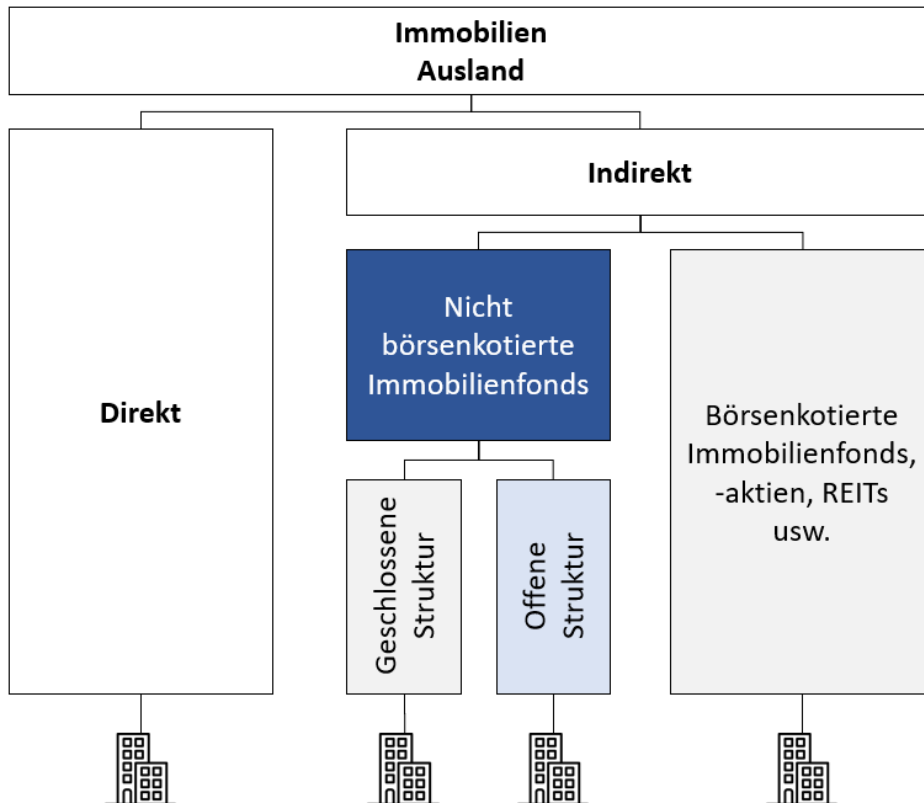 Immobilien
Ausland
Direkt
Indirekt
Nicht
börsenkotierte
Immobilienfonds
Geschlossene
Struktur
Offene
Struktur
Börsenkotierte
Immobilienfonds,
-aktien, REITs
usw.